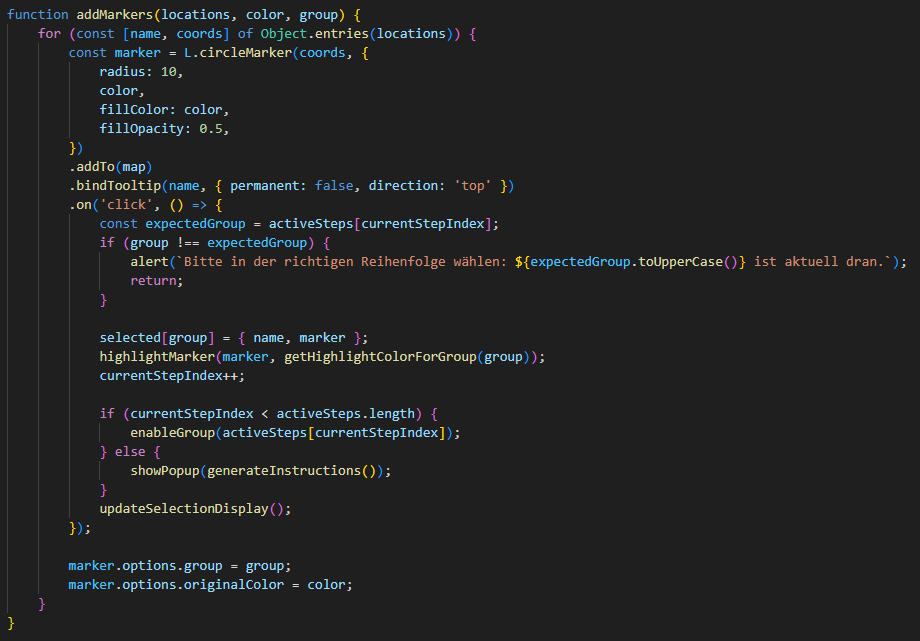 function addMarkers(locations, color, group) {
    for (const [name, coords] of Object.entries(locations)) {
        const marker = L.circleMarker(coords, {
            radius: 10,
            color,
            fillColor: color,
            fillOpacity: 0.5,
        })
        .addTo(map)
        .bindTooltip(name, { permanent: false, direction: 'top' })
        .on('click', () => {
            const expectedGroup = activeSteps[currentStepIndex];
            if (group !== expectedGroup) {
                alert(`Bitte in der richtigen Reihenfolge wählen: ${expectedGroup.toUpperCase()} ist aktuell dran.`);
                return;
            }

            selected[group] = { name, marker };
            highlightMarker(marker, getHighlightColorForGroup(group));
            currentStepIndex++;

            if (currentStepIndex < activeSteps.length) {
                enableGroup(activeSteps[currentStepIndex]);
            } else {
                showPopup(generateInstructions());
            }
            updateSelectionDisplay();
        });

        marker.options.group = group;
        marker.options.originalColor = color;
    }
}